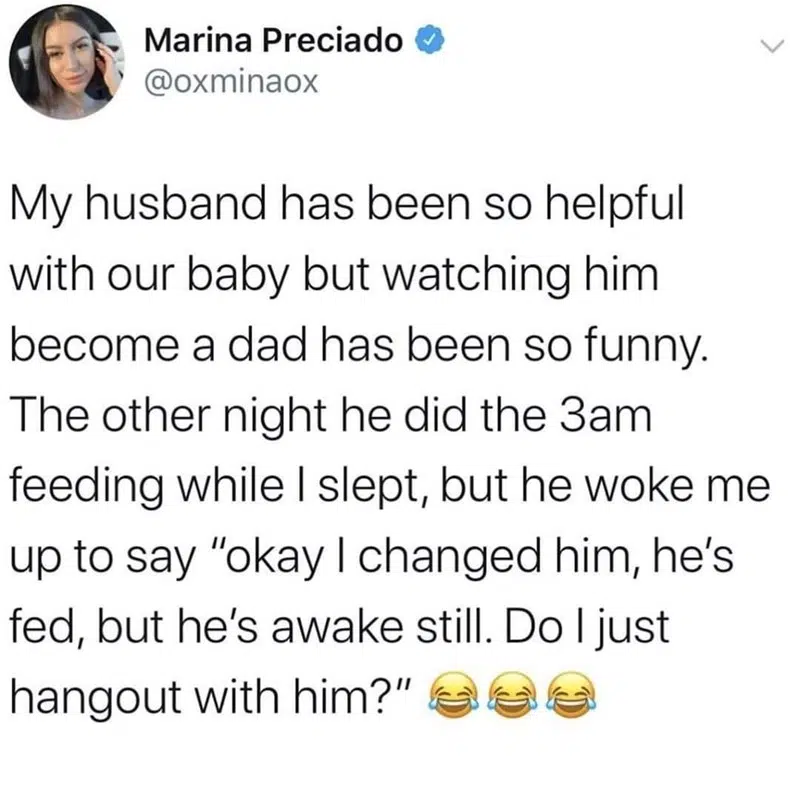 Marina Preciado
@oxminaox
My husband has been so helpful
with our baby but watching him
become a dad has been so funny.
The other night he did the 3am
feeding while I slept, but he woke me
up to say "okay I changed him, he's
fed, but he's awake still. Do I just
hangout with him?" 😂😂😂